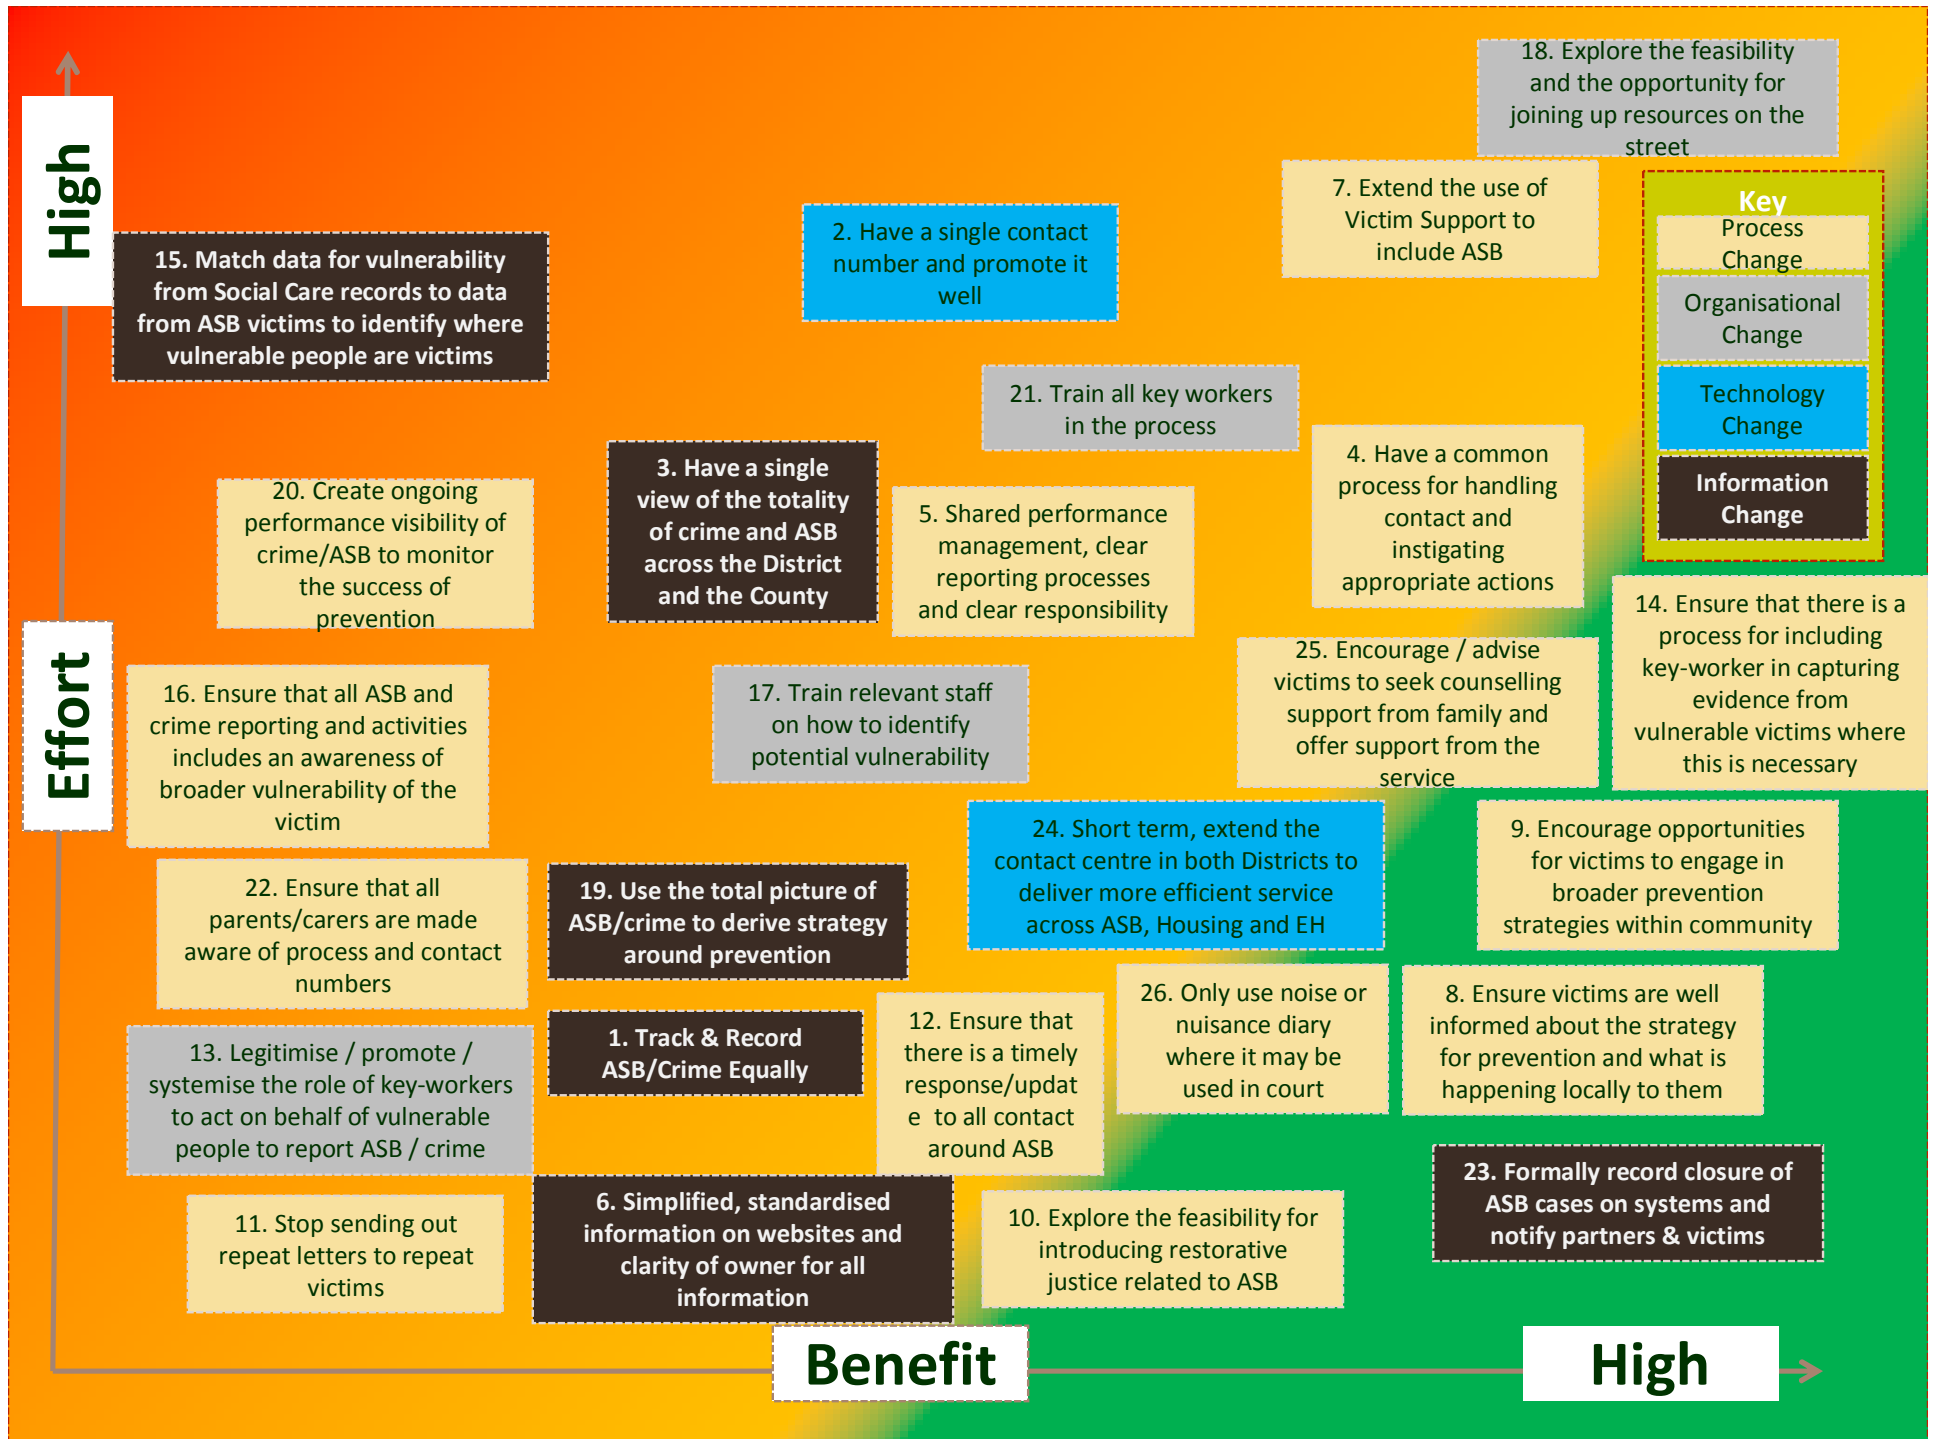 18. Explore the feasibility
and the opportunity for
joining up resources on the
street
High
7. Extend the use of
Victim Support to
include ASB
Key
Process
Change
Organisational
Change
Technology
Change
Information
Change
2. Have a single contact
number and promote it
well
15. Match data for vulnerability
from Social Care records to data
from ASB victims to identify where
vulnerable people are victims
21. Train all key workers
in the process
3. Have a single
view of the totality
of crime and ASB
across the District
and the County
4. Have a common
process for handling
contact and
instigating
appropriate actions
20. Create ongoing
performance visibility of
crime/ASB to monitor
the success of
prevention
5. Shared performance
management, clear
reporting processes
and clear responsibility
14. Ensure that there is a
process for including
key-worker in capturing
evidence from
vulnerable victims where
this is necessary
Effort
25. Encourage / advise
victims to seek counselling
support from family and
offer support from the
service
16. Ensure that all ASB and
crime reporting and activities
includes an awareness of
broader vulnerability of the
victim
17. Train relevant staff
on how to identify
potential vulnerability
24. Short term, extend the
contact centre in both Districts to
deliver more efficient service
across ASB, Housing and EH
9. Encourage opportunities
for victims to engage in
broader prevention
strategies within community
22. Ensure that all
parents/carers are made
aware of process and contact
numbers
19. Use the total picture of
ASB/crime to derive strategy
around prevention
26. Only use noise or
nuisance diary
where it may be
used in court
8. Ensure victims are well
informed about the strategy
for prevention and what is
happening locally to them
12. Ensure that
there is a timely
response/updat
e  to all contact
around ASB
1. Track & Record
ASB/Crime Equally
13. Legitimise / promote /
systemise the role of key-workers
to act on behalf of vulnerable
people to report ASB / crime
23. Formally record closure of
ASB cases on systems and
notify partners & victims
6. Simplified, standardised
information on websites and
clarity of owner for all
information
10. Explore the feasibility for
introducing restorative
justice related to ASB
11. Stop sending out
repeat letters to repeat
victims
Benefit
High